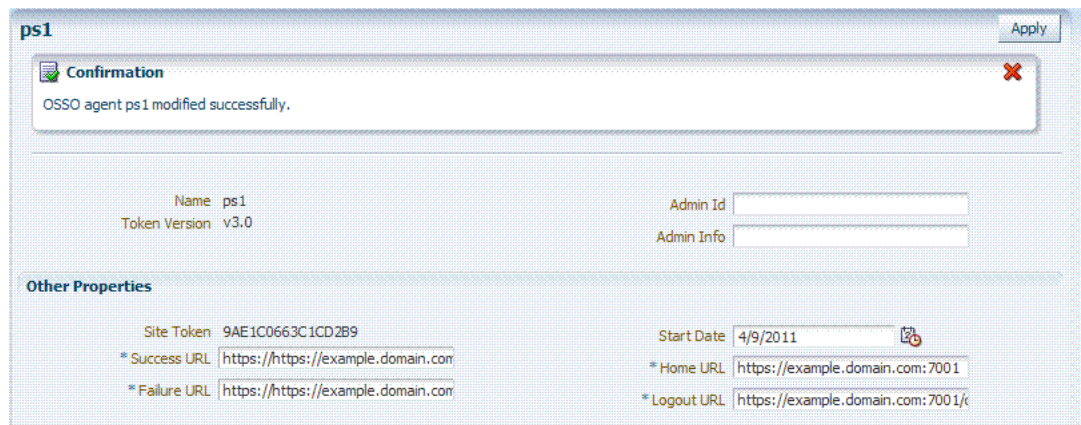 ps1
Apply
Confirmation
OSSO agent ps1 modified successfully.
Name ps1
Token Version v3.0
Admin Id
Admin Info
Other Properties
Site Token 9AE1C0663C1CD2B9
* Success URL https://https://example.domain.com
* Failure URL https://https://example.domain.com
Start Date 4/9/2011
* Home URL https://example.domain.com:7001
* Logout URL https://example.domain.com:7001/